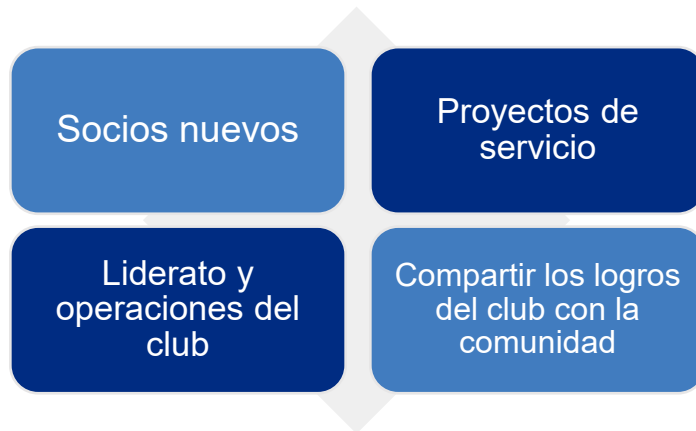 Socios nuevos
Proyectos de
servicio
Liderato y
operaciones del
club
Compartir los logros
del club con la
comunidad